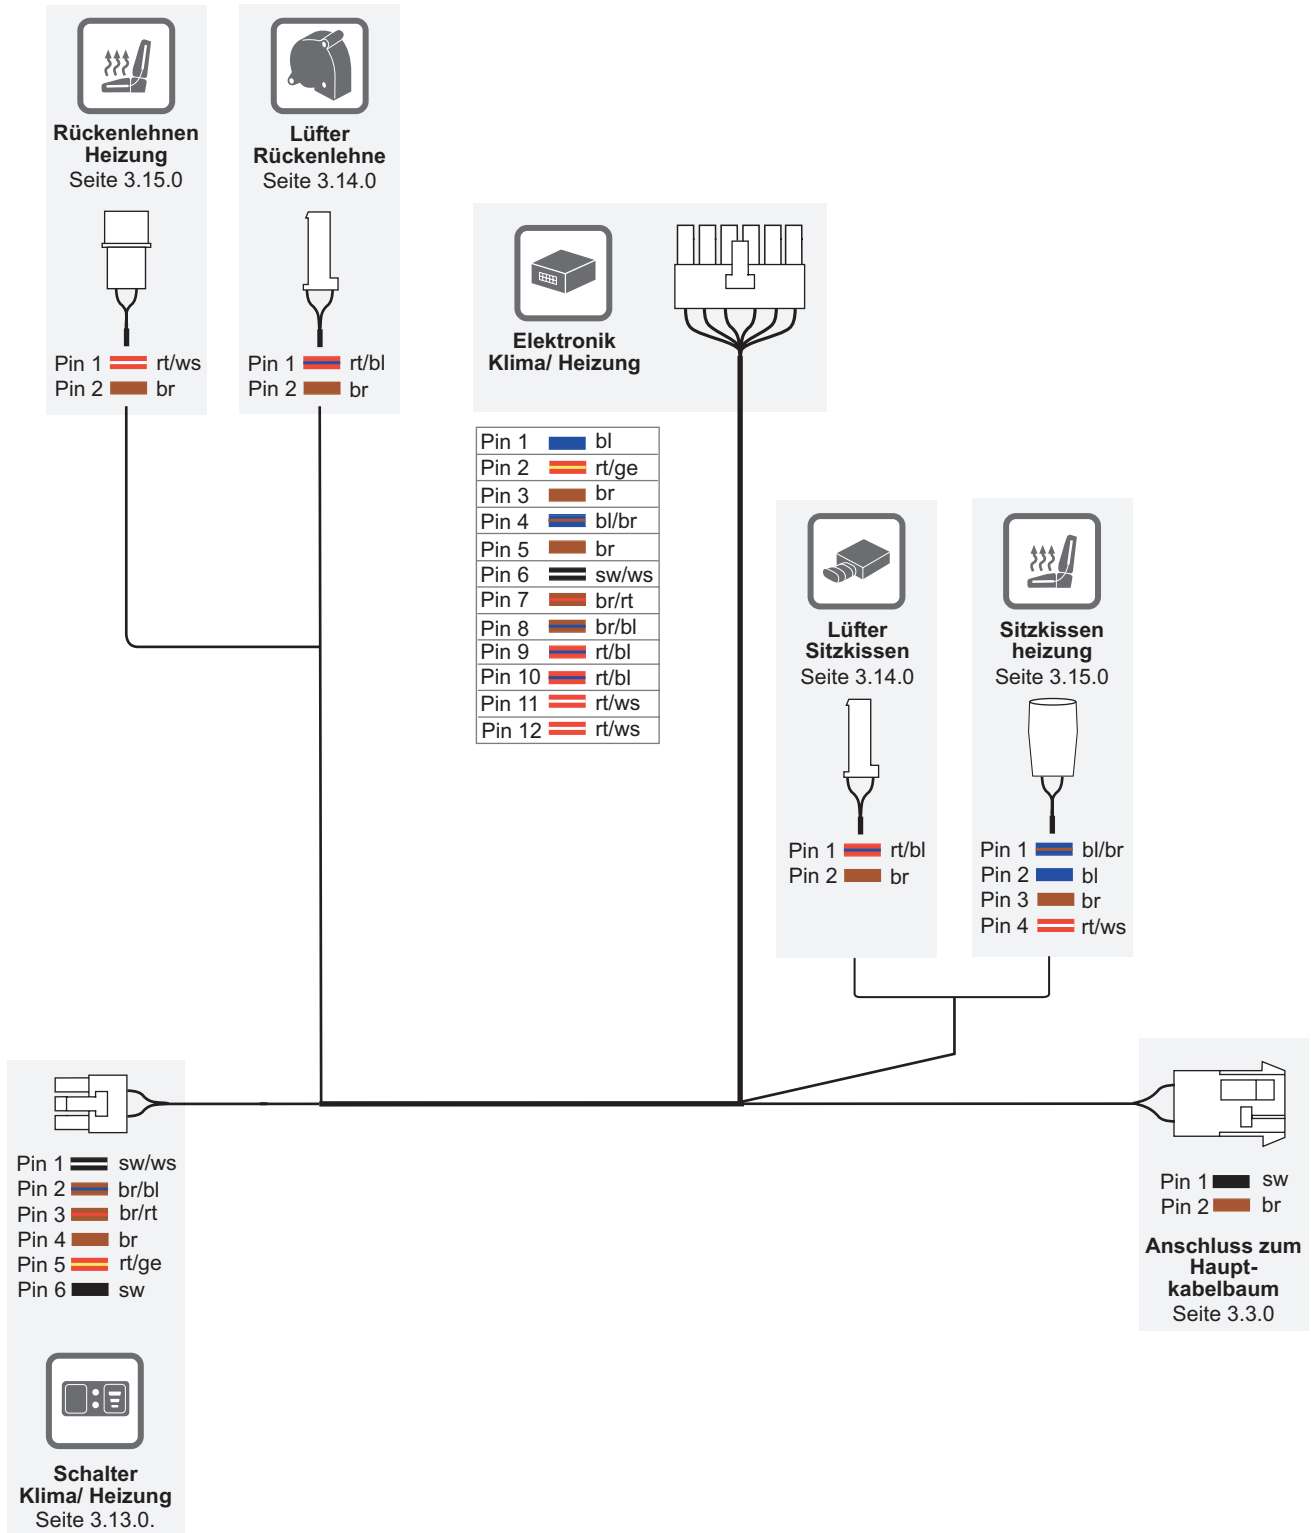 Rückenlehnen
Heizung
Seite 3.15.0
Pin 1 rt/ws
Pin 2 br
Lüfter
Rückenlehne
Seite 3.14.0
Pin 1 rt/bl
Pin 2 br
Elektronik
Klima/ Heizung
Pin 1 bl
Pin 2 rt/ge
Pin 3 br
Pin 4 bl/br
Pin 5 br
Pin 6 sw/ws
Pin 7 br/rt
Pin 8 br/bl
Pin 9 rt/bl
Pin 10 rt/bl
Pin 11 rt/ws
Pin 12 rt/ws
Lüfter
Sitzkissen
Seite 3.14.0
Pin 1 rt/bl
Pin 2 br
Sitzkissen
heizung
Seite 3.15.0
Pin 1 bl/br
Pin 2 bl
Pin 3 br
Pin 4 rt/ws
Pin 1 sw/ws
Pin 2 br/bl
Pin 3 br/rt
Pin 4 br
Pin 5 rt/ge
Pin 6 sw
Schalter
Klima/ Heizung
Seite 3.13.0.
Pin 1 sw
Pin 2 br
Anschluss zum
Haupt-
kabelbaum
Seite 3.3.0